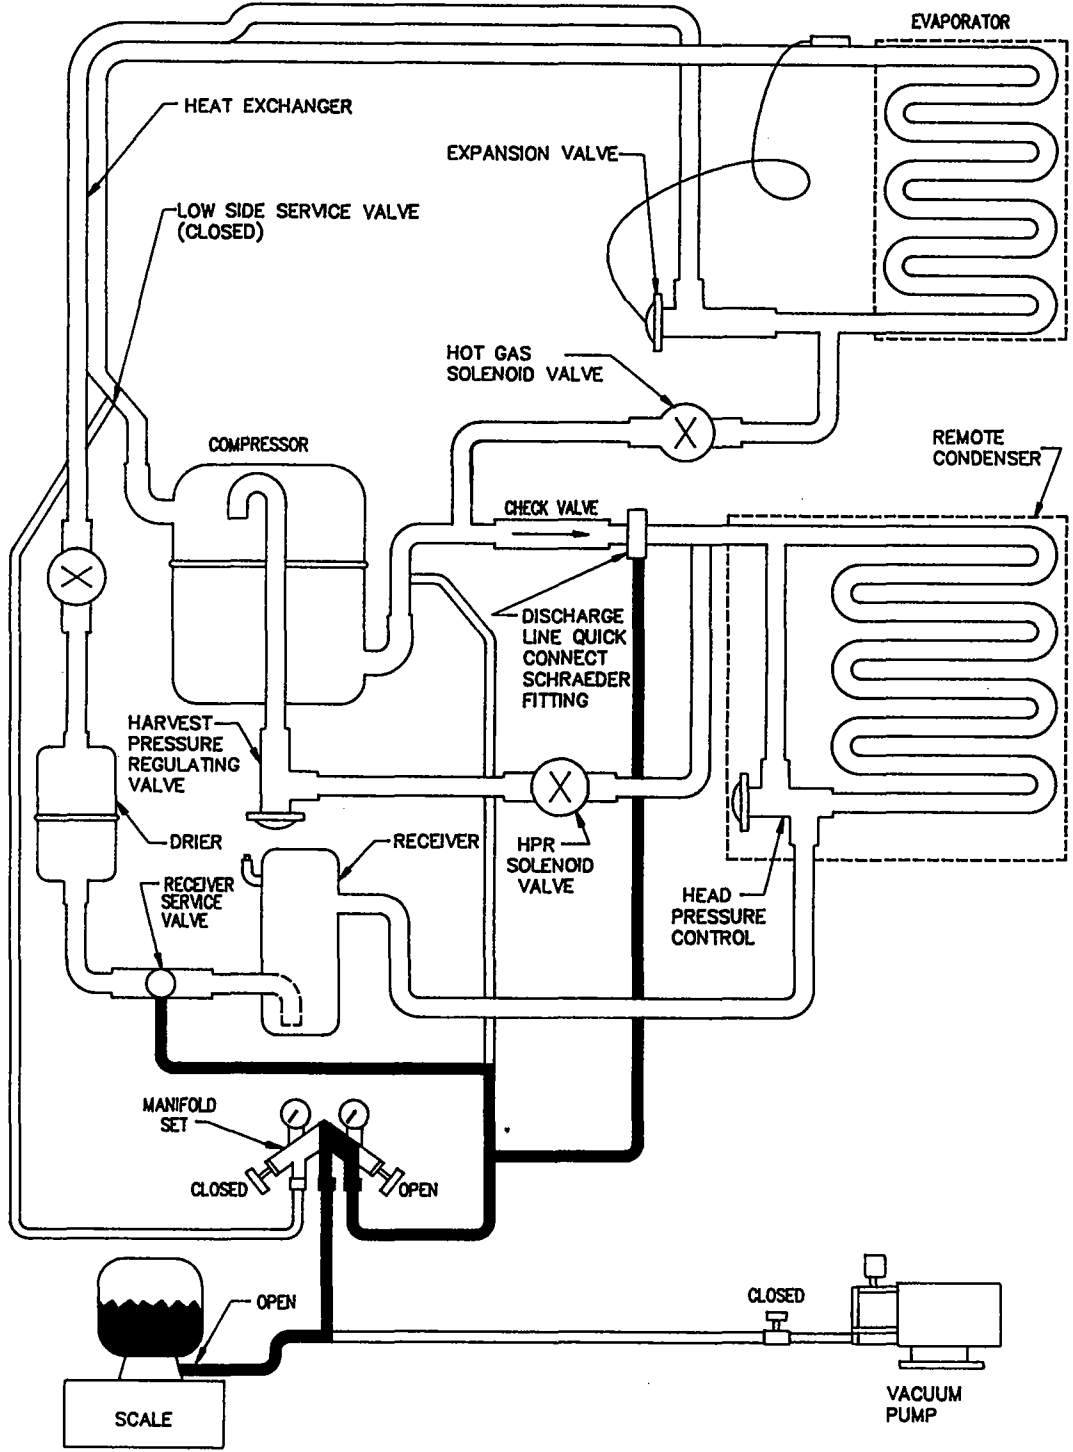 EVAPORATOR
HEAT EXCHANGER
EXPANSION VALVE
LOW SIDE SERVICE VALVE
(CLOSED)
HOT GAS
SOLENOID VALVE
COMPRESSOR
REMOTE
CONDENSER
CHECK VALVE
DISCHARGE
LINE QUICK
CONNECT
SCHRAEDER
FITTING
HARVEST
PRESSURE
REGULATING
VALVE
DRIER
RECEIVER
HPR
SOLENOID
VALVE
RECEIVER
SERVICE
VALVE
HEAD
PRESSURE
CONTROL
MANIFOLD
SET
CLOSED
OPEN
OPEN
CLOSED
SCALE
VACUUM
PUMP